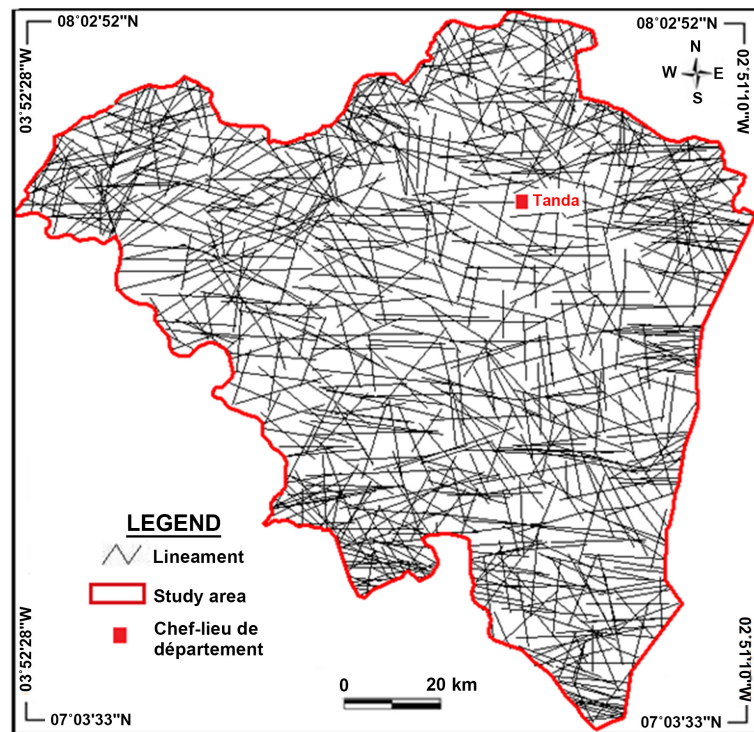 08°02'52"N
08°02'52"N
03°52'28"W
02°51'10"W
N
W E
S
Tanda
LEGEND
Lineament
Study area
Chef-lieu de
département
03°52'28"W
02°51'10"W
0 20 km
07°03'33"N
07°03'33"N